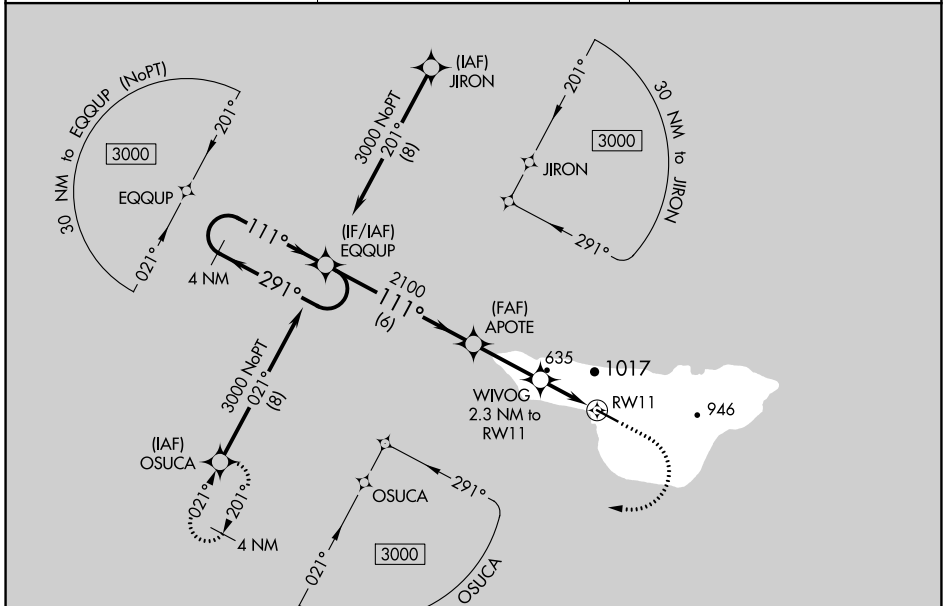 30 NM to EQQUP (NoPT)
201°
3000
EQQUP
021°
(IAF)
JIRON
3000 NoPT
201°
(8)
201°
30 NM to JIRON
3000
JIRON
291°
(IF/IAF)
EQQUP
111°
4 NM
291°
2100
111°
(6)
(FAF)
APOTE
635
1017
WIVOG
2.3 NM to
RW11
RW11
946
3000 NoPT
021°
(8)
(IAF)
OSUCA
021°
201°
4 NM
OSUCA
291°
021°
3000
OSUCA